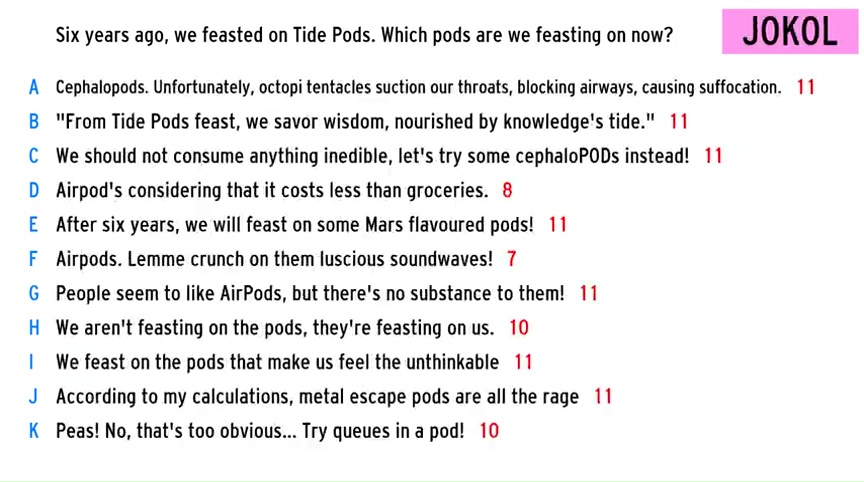 Six years ago, we feasted on Tide Pods. Which pods are we feasting on now?
JOKOL
A Cephalopods. Unfortunately, octopi tentacles suction our throats, blocking airways, causing suffocation. 11
B "From Tide Pods feast, we savor wisdom, nourished by knowledge's tide." 11
C We should not consume anything inedible, let's try some cephaloPODs instead! 11
D Airpod's considering that it costs less than groceries. 8
E After six years, we will feast on some Mars flavoured pods! 11
F Airpods. Lemme crunch on them luscious soundwaves! 7
G People seem to like AirPods, but there's no substance to them! 11
H We aren't feasting on the pods, they're feasting on us. 10
I We feast on the pods that make us feel the unthinkable 11
J According to my calculations, metal escape pods are all the rage 11
K Peas! No, that's too obvious... Try queues in a pod! 10